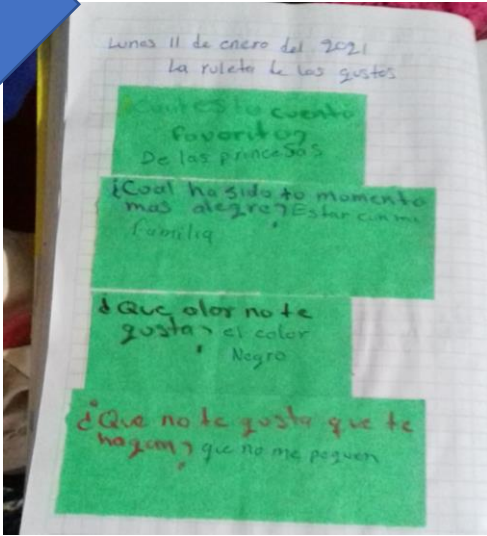 Lunes 11 de enero del 2021
La ruleta de los gustos
Cual es tu cuento
favorito?
De las princesas
¿Cual ha sido tu momento
mas alegre? Estar con mi
familia
¿Que olor no te
gusta? el color
Negro
¿Que no te gusta que te
hagan? que no me peguen